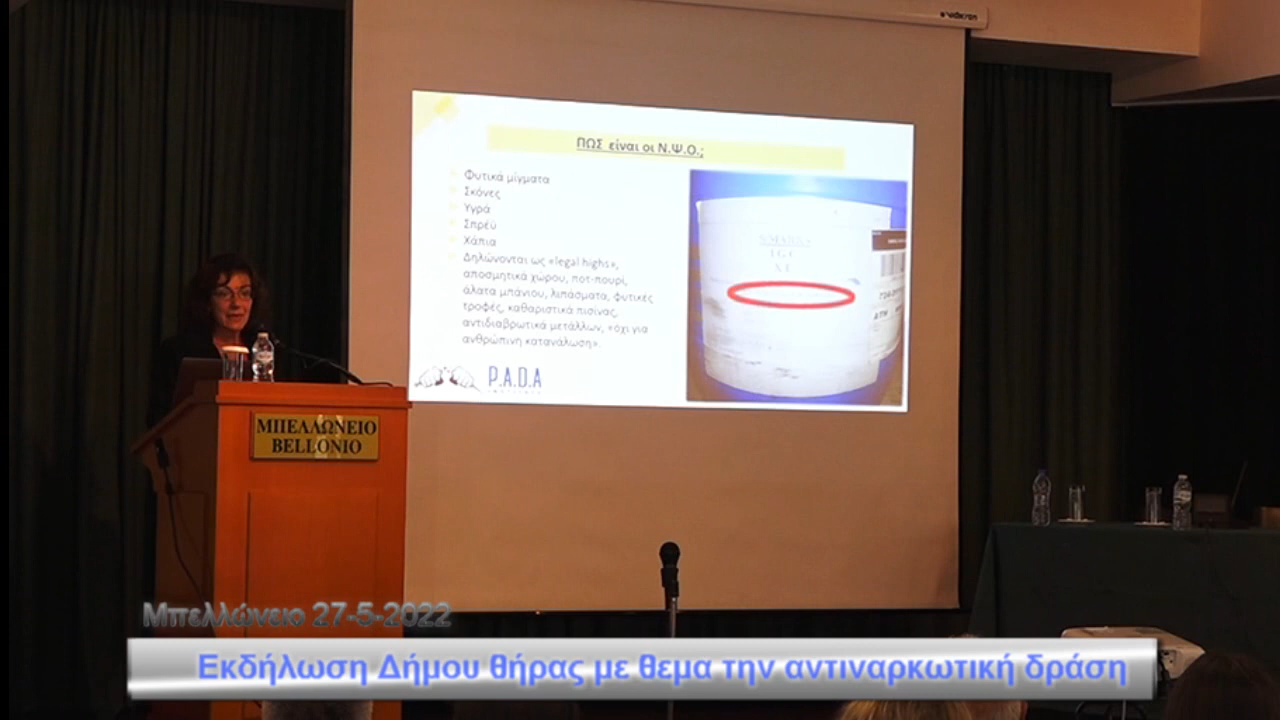 ΠΩΣ είναι οι Ν.Ψ.Ο.;
Φυτικά μίγματα
Σκόνες
Υγρά
Σπρέϋ
Χάπια
Δηλώνονται ως «legal highs»,
αποσμητικά χώρου, ποτ-πουρί,
άλατα μπάνιου, λιπάσματα, φυτικές
τροφές, καθαριστικά πισίνας,
αντιδιαβρωτικά μετάλλων, «όχι για
ανθρώπινη κατανάλωση».
P.A.D.A
ΜΠΕΛΛΩΝΕΙΟ
BELLONIO
Μπελλώνειο 27-5-2022
Εκδήλωση Δήμου θήρας με θεμα την αντιναρκωτική δράση